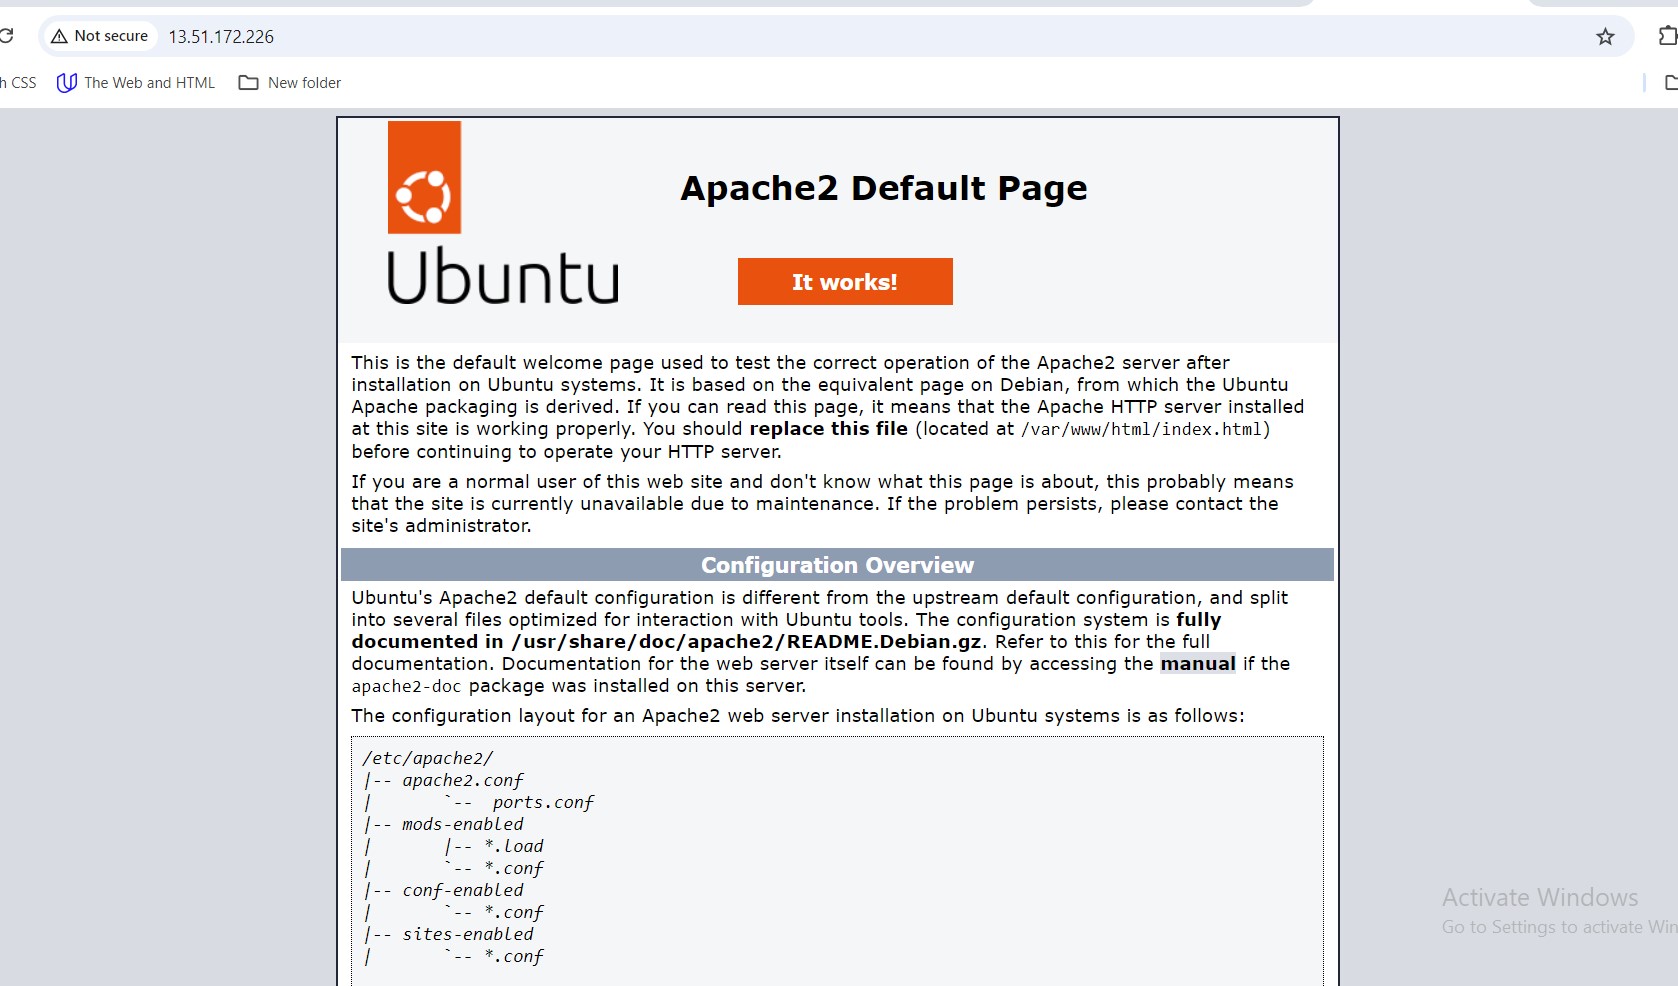 Not secure 13.51.172.226
h CSS The Web and HTML New folder
Apache2 Default Page
Ubuntu
It works!
This is the default welcome page used to test the correct operation of the Apache2 server after
installation on Ubuntu systems. It is based on the equivalent page on Debian, from which the Ubuntu
Apache packaging is derived. If you can read this page, it means that the Apache HTTP server installed
at this site is working properly. You should replace this file (located at /var/www/html/index.html)
before continuing to operate your HTTP server.
If you are a normal user of this web site and don't know what this page is about, this probably means
that the site is currently unavailable due to maintenance. If the problem persists, please contact the
site's administrator.
Configuration Overview
Ubuntu's Apache2 default configuration is different from the upstream default configuration, and split
into several files optimized for interaction with Ubuntu tools. The configuration system is fully
documented in /usr/share/doc/apache2/README.Debian.gz. Refer to this for the full
documentation. Documentation for the web server itself can be found by accessing the manual if the
apache2-doc package was installed on this server.
The configuration layout for an Apache2 web server installation on Ubuntu systems is as follows:
/etc/apache2/
|-- apache2.conf
|       `--  ports.conf
|-- mods-enabled
|       |-- *.load
|       `-- *.conf
|-- conf-enabled
|       `-- *.conf
|-- sites-enabled
|       `-- *.conf
Activate Windows
Go to Settings to activate Win